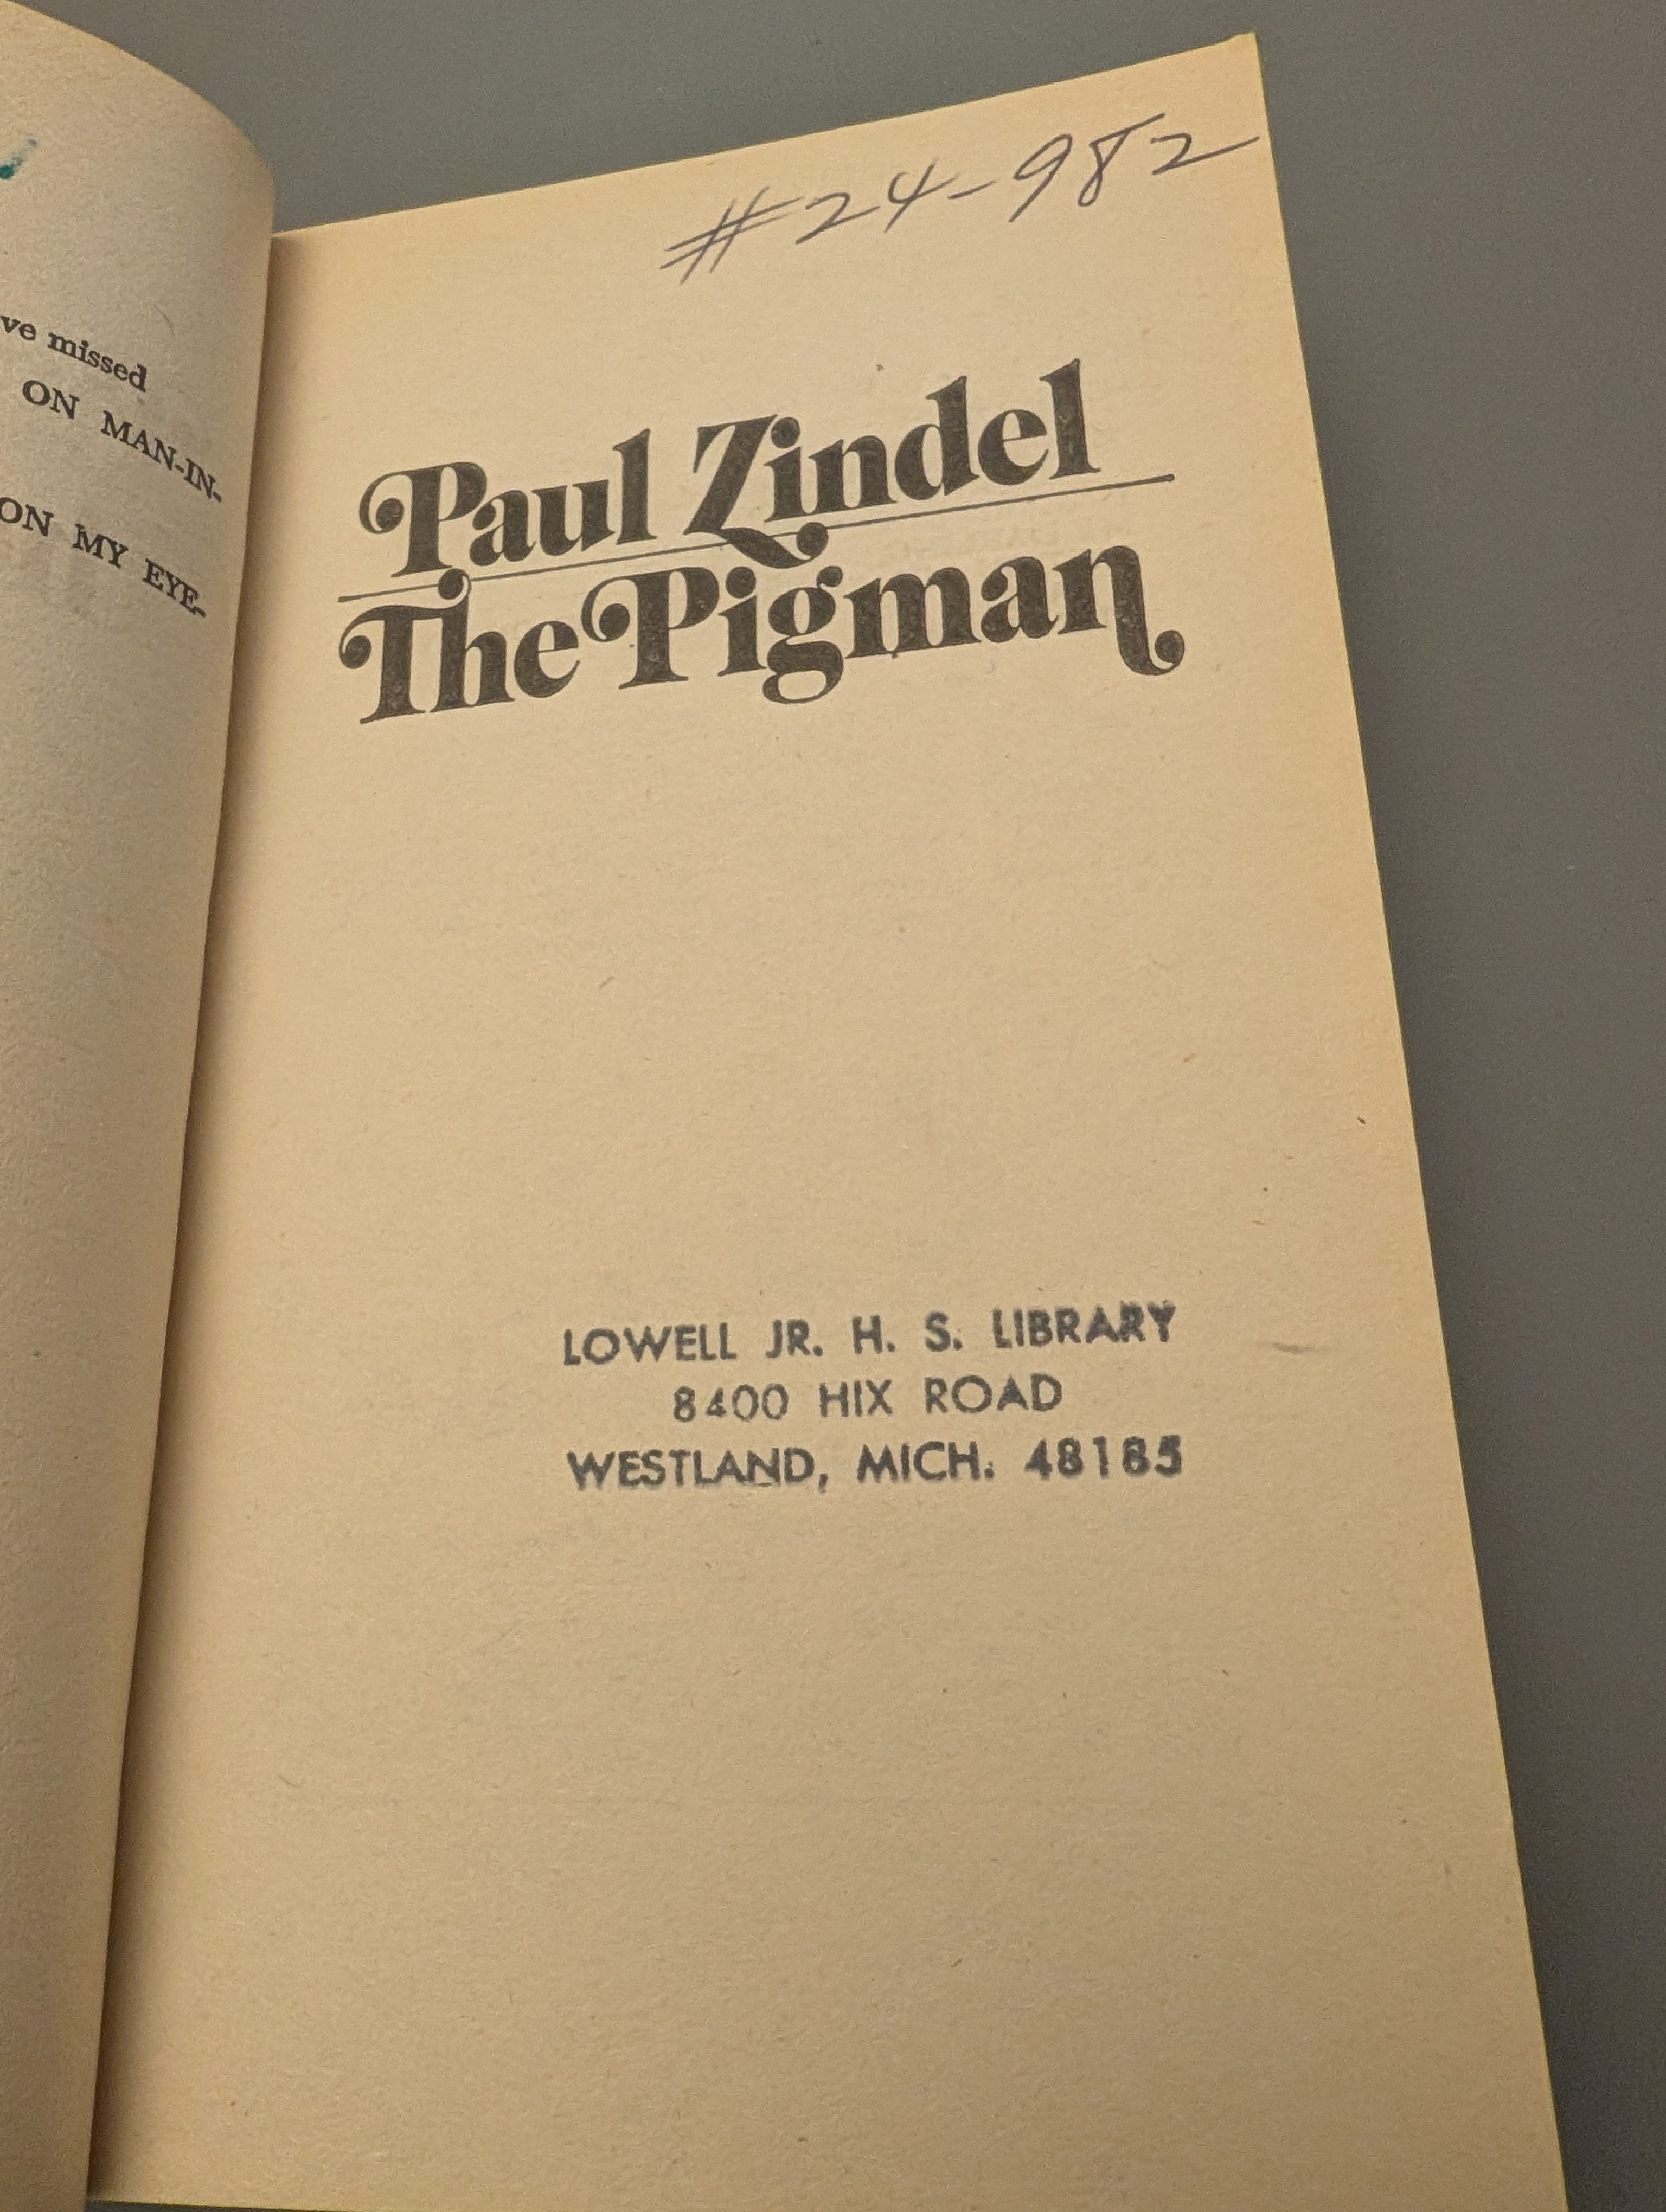 ve missed
ON MAN-IN-
ON MY EYE-
#24-982
Paul Zindel
The Pigman
LOWELL JR. H. S. LIBRARY
8400 HIX ROAD
WESTLAND, MICH. 48185